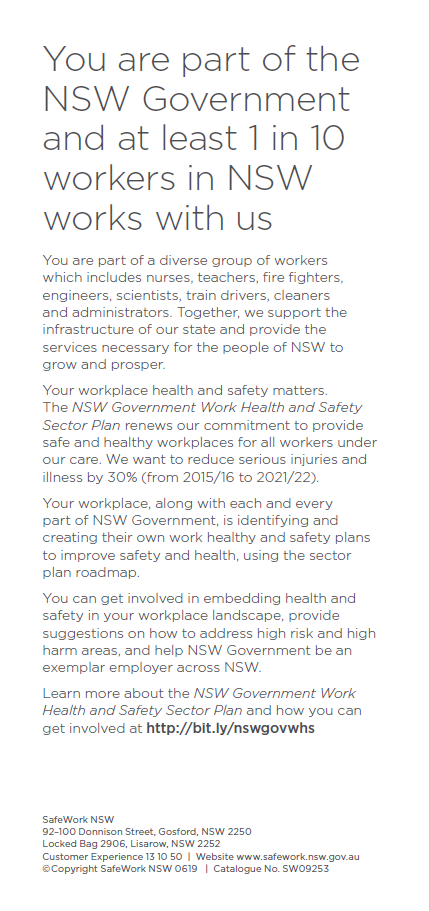 You are part of the
NSW Government
and at least 1 in 10
workers in NSW
works with us
You are part of a diverse group of workers
which includes nurses, teachers, fire fighters,
engineers, scientists, train drivers, cleaners
and administrators. Together, we support the
infrastructure of our state and provide the
services necessary for the people of NSW to
grow and prosper.
Your workplace health and safety matters.
The NSW Government Work Health and Safety
Sector Plan renews our commitment to provide
safe and healthy workplaces for all workers under
our care. We want to reduce serious injuries and
illness by 30% (from 2015/16 to 2021/22).
Your workplace, along with each and every
part of NSW Government, is identifying and
creating their own work healthy and safety plans
to improve safety and health, using the sector
plan roadmap.
You can get involved in embedding health and
safety in your workplace landscape, provide
suggestions on how to address high risk and high
harm areas, and help NSW Government be an
exemplar employer across NSW.
Learn more about the NSW Government Work
Health and Safety Sector Plan and how you can
get involved at http://bit.ly/nswgovwhs
SafeWork NSW
92–100 Donnison Street, Gosford, NSW 2250
Locked Bag 2906, Lisarow, NSW 2252
Customer Experience 13 10 50 | Website www.safework.nsw.gov.au
©Copyright SafeWork NSW 0619 | Catalogue No. SW09253